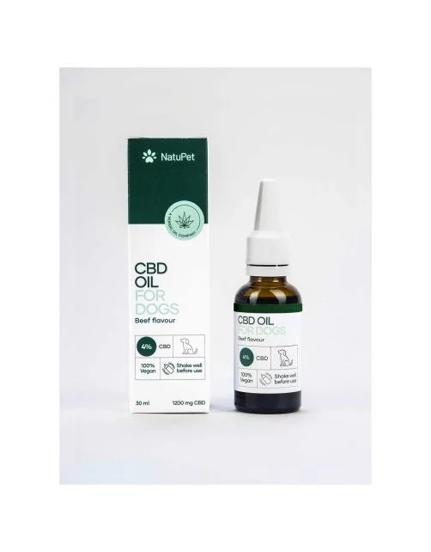 NatuPet
CBD
OIL
FOR
DOGS
Beef flavour
4% CBD
100%
Vegan
Shake well
before use
30 ml 1200 mg CBD
CBD OIL
FOR DOGS
Beef flavour
4% CBD
100%
Vegan
Shake well
before use